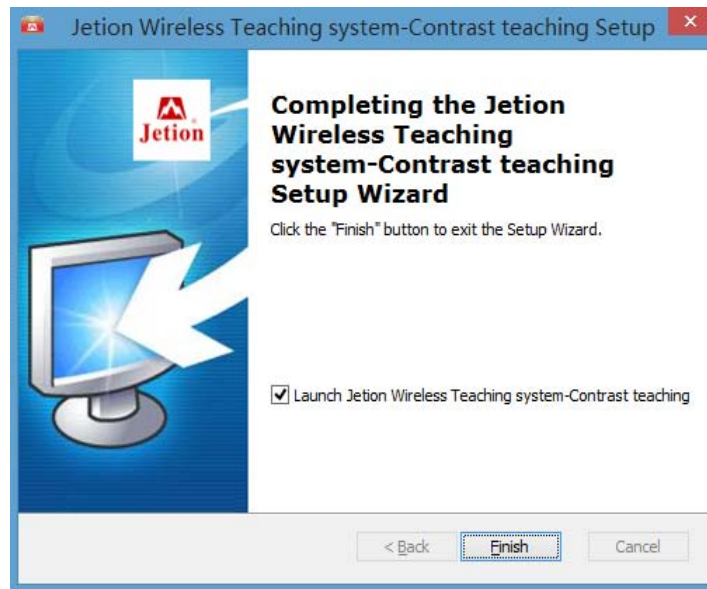 Jetion Wireless Teaching system-Contrast teaching Setup
Jetion
Completing the Jetion
Wireless Teaching
system-Contrast teaching
Setup Wizard
Click the "Finish" button to exit the Setup Wizard.
Launch Jetion Wireless Teaching system-Contrast teaching
< Back Finish Cancel